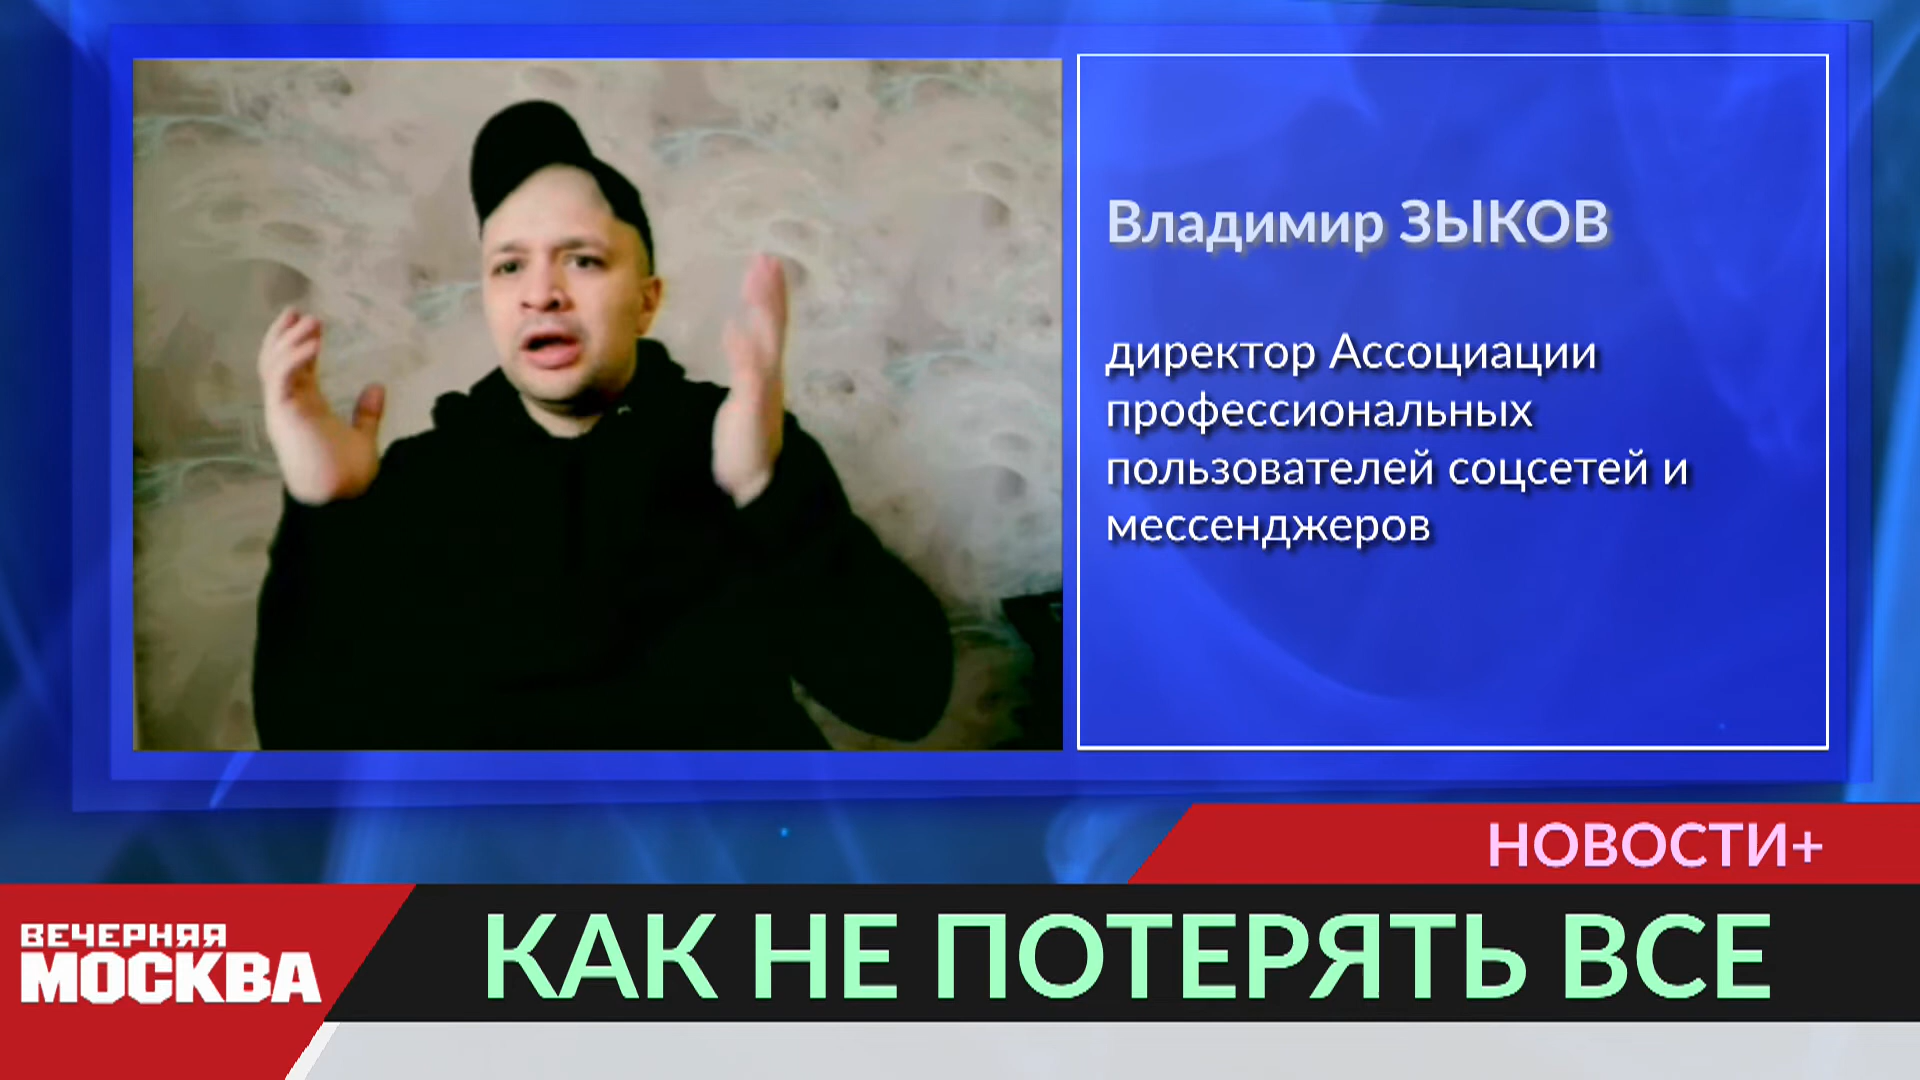 Владимир ЗЫКОВ
директор Ассоциации
профессиональных
пользователей соцсетей и
мессенджеров
НОВОСТИ+
ВЕЧЕРНЯЯ
МОСКВА
КАК НЕ ПОТЕРЯТЬ ВСЕ